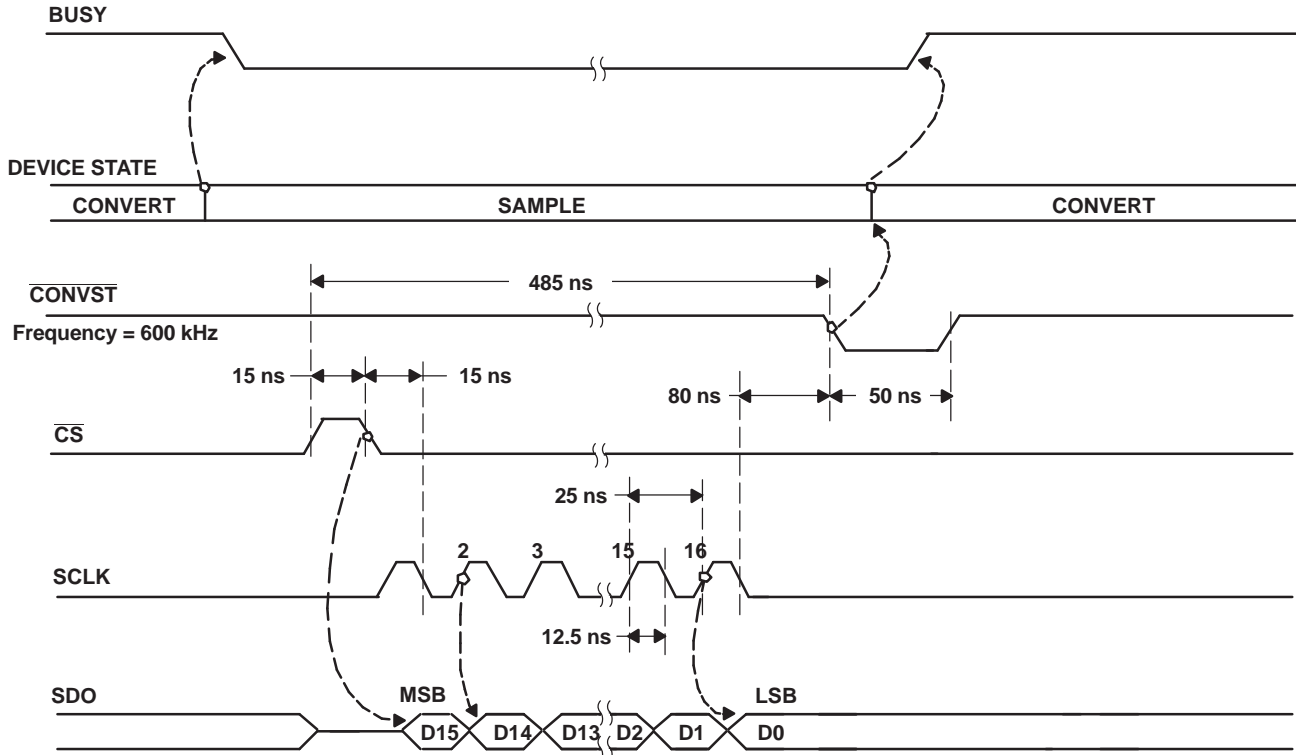 BUSY
DEVICE STATE
CONVERT SAMPLE CONVERT
485 ns
CONVST
Frequency = 600 kHz
15 ns 15 ns 80 ns 50 ns
CS
25 ns
2 3 15 16
SCLK
12.5 ns
SDO MSB LSB
D15 D14 D13 D2 D1 D0